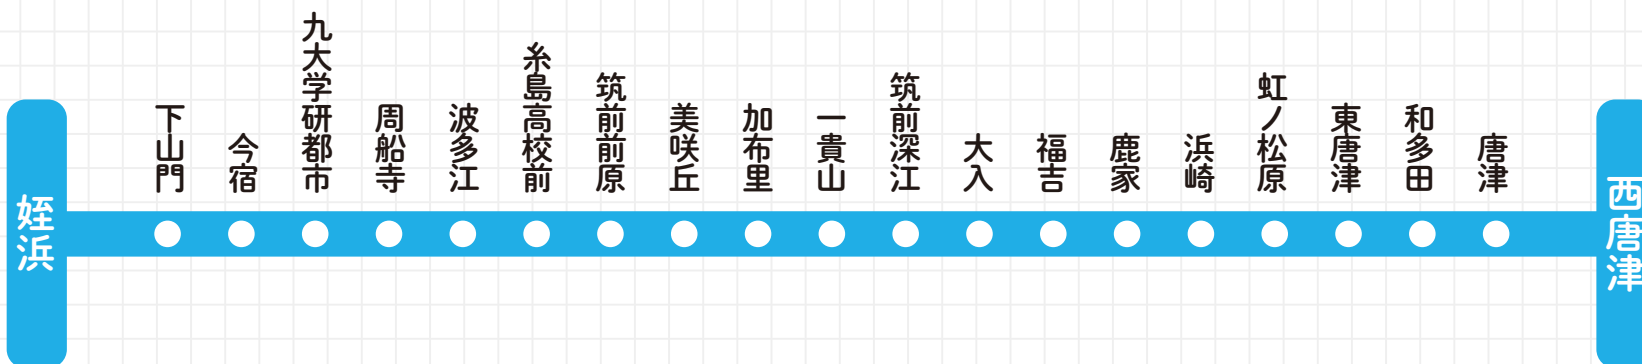 姪浜
下山門
今宿
九大学研都市
周船寺
波多江
糸島高校前
筑前前原
美咲丘
加布里
一貴山
筑前深江
大入
福吉
鹿家
浜崎
虹ノ松原
東唐津
和多田
唐津
西唐津